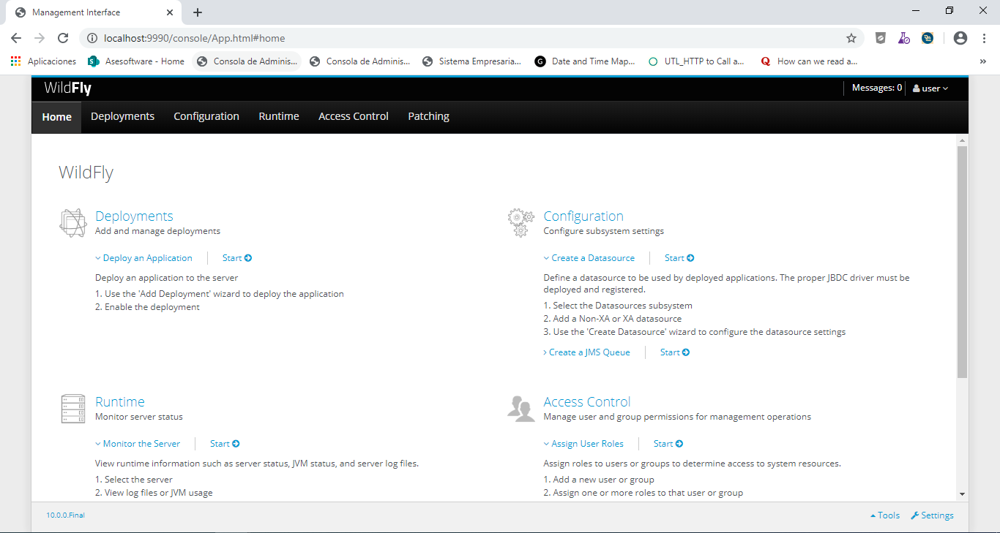 Management Interface
localhost:9990/console/App.html#home
Aplicaciones
Asesoftware - Home
Consola de Adminis...
Consola de Adminis...
Sistema Empresaria...
Date and Time Map...
UTL_HTTP to Call a...
How can we read a...
»
WildFly
Messages: 0
user
Home
Deployments
Configuration
Runtime
Access Control
Patching
WildFly
Deployments
Add and manage deployments
Deploy an Application
Start
Deploy an application to the server
1. Use the 'Add Deployment' wizard to deploy the application
2. Enable the deployment
Configuration
Configure subsystem settings
Create a Datasource
Start
Define a datasource to be used by deployed applications. The proper JBDC driver must be
deployed and registered.
1. Select the Datasources subsystem
2. Add a Non-XA or XA datasource
3. Use the 'Create Datasource' wizard to configure the datasource settings
Create a JMS Queue
Start
Runtime
Monitor server status
Monitor the Server
Start
View runtime information such as server status, JVM status, and server log files.
1. Select the server
2. View log files or JVM usage
Access Control
Manage user and group permissions for management operations
Assign User Roles
Start
Assign roles to users or groups to determine access to system resources.
1. Add a new user or group
2. Assign one or more roles to that user or group
10.0.0.Final
Tools
Settings